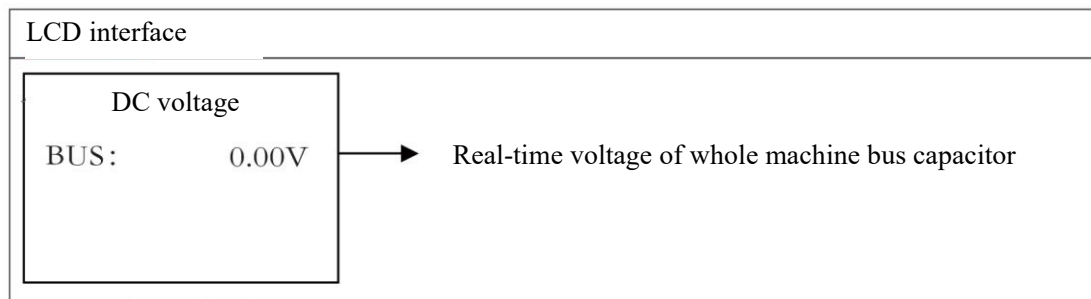 LCD interface
DC voltage
BUS: 0.00V
Real-time voltage of whole machine bus capacitor